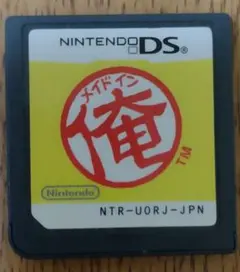 NINTENDO DS
メイドイン
俺
TM
Nintendo
NTR-UORJ-JPN